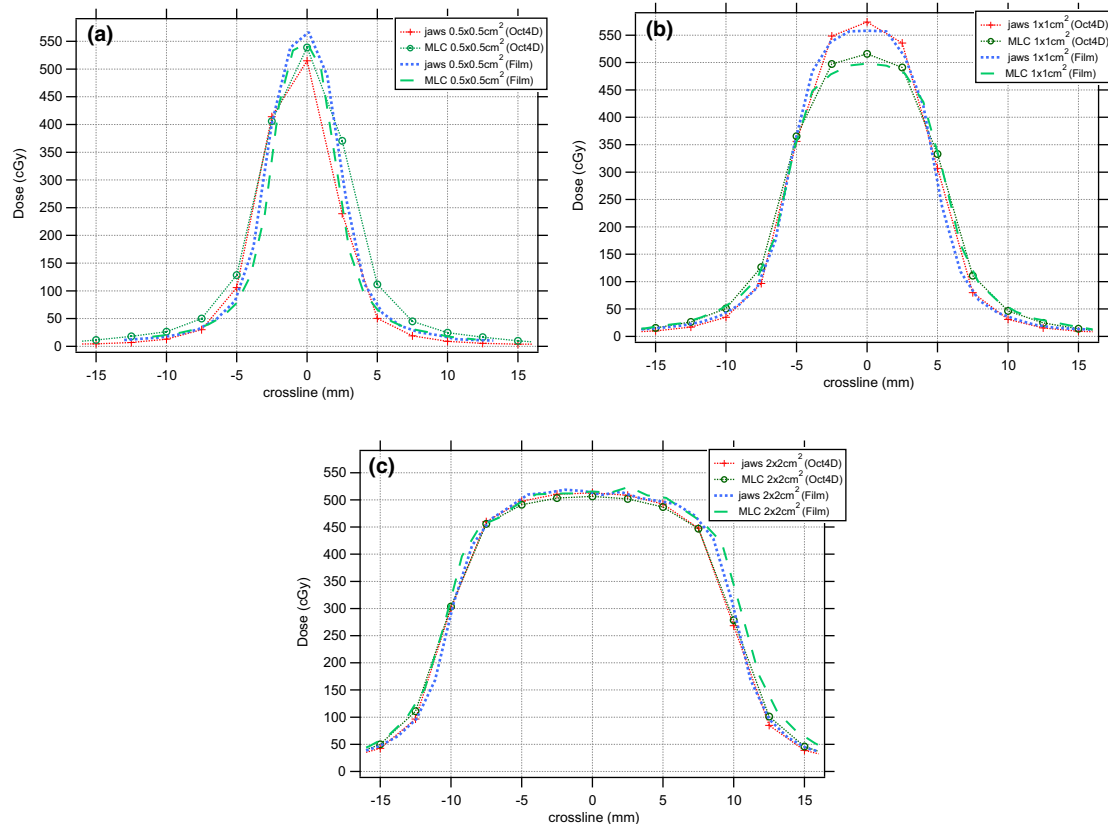 (a)
jaws 0.5x0.5cm² (Oct4D)
MLC 0.5x0.5cm² (Oct4D)
jaws 0.5x0.5cm² (Film)
MLC 0.5x0.5cm² (Film)
Dose (cGy)
550
500
450
400
350
300
250
200
150
100
50
0
-15 -10 -5 0 5 10 15
crossline (mm)
(b)
jaws 1x1cm² (Oct4D)
MLC 1x1cm² (Oct4D)
jaws 1x1cm² (Film)
MLC 1x1cm² (Film)
Dose (cGy)
550
500
450
400
350
300
250
200
150
100
50
0
-15 -10 -5 0 5 10 15
crossline (mm)
(c)
jaws 2x2cm² (Oct4D)
MLC 2x2cm² (Oct4D)
jaws 2x2cm² (Film)
MLC 2x2cm² (Film)
Dose (cGy)
550
500
450
400
350
300
250
200
150
100
50
0
-15 -10 -5 0 5 10 15
crossline (mm)